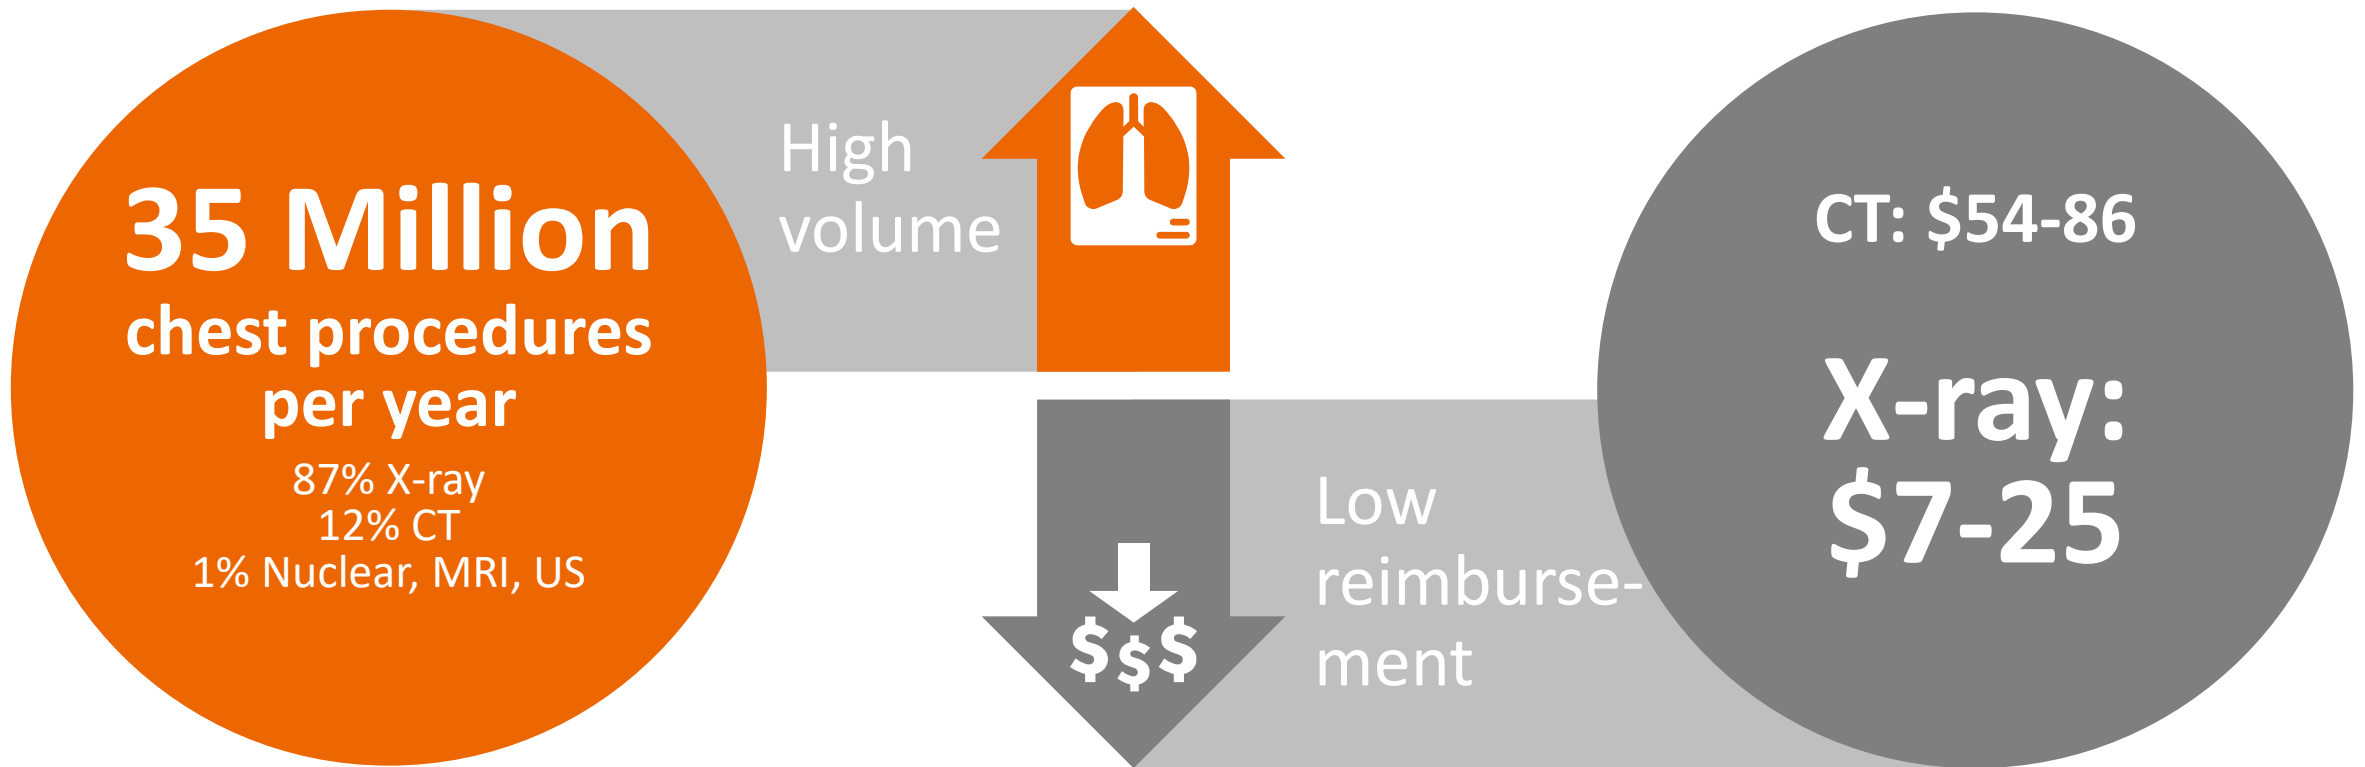 35 Million
chest procedures
per year
87% X-ray
12% CT
1% Nuclear, MRI, US
High
volume
$$$
Low
reimburse-
ment
CT: $54-86
X-ray:
$7-25